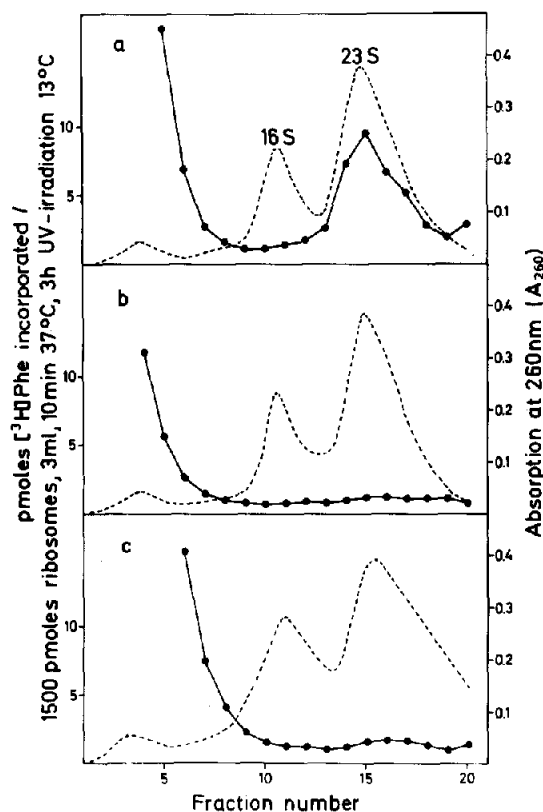 pmoles [³H]Phe incorporated /
1500 pmoles ribosomes, 3ml, 10min 37°C, 3h UV-irradiation 13°C
a
16 S
23 S
10
5
0.4
0.3
0.2
0.1
b
10
5
0.4
0.3
0.2
0.1
c
10
5
0.4
0.3
0.2
0.1
5 10 15 20
Fraction number
Absorption at 260nm (A260)